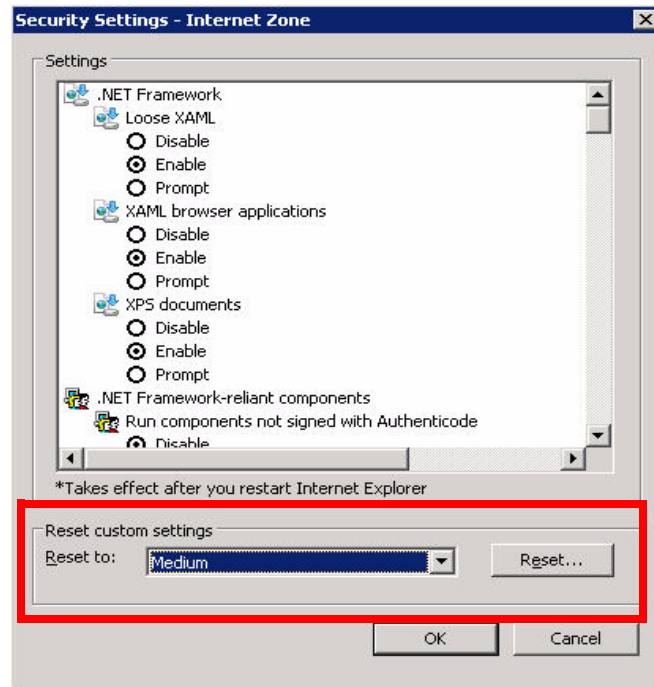 Security Settings - Internet Zone
Settings
.NET Framework
Loose XAML
Disable
Enable
Prompt
XAML browser applications
Disable
Enable
Prompt
XPS documents
Disable
Enable
Prompt
.NET Framework-reliant components
Run components not signed with Authenticode
Disable
*Takes effect after you restart Internet Explorer
Reset custom settings
Reset to: Medium Reset...
OK Cancel